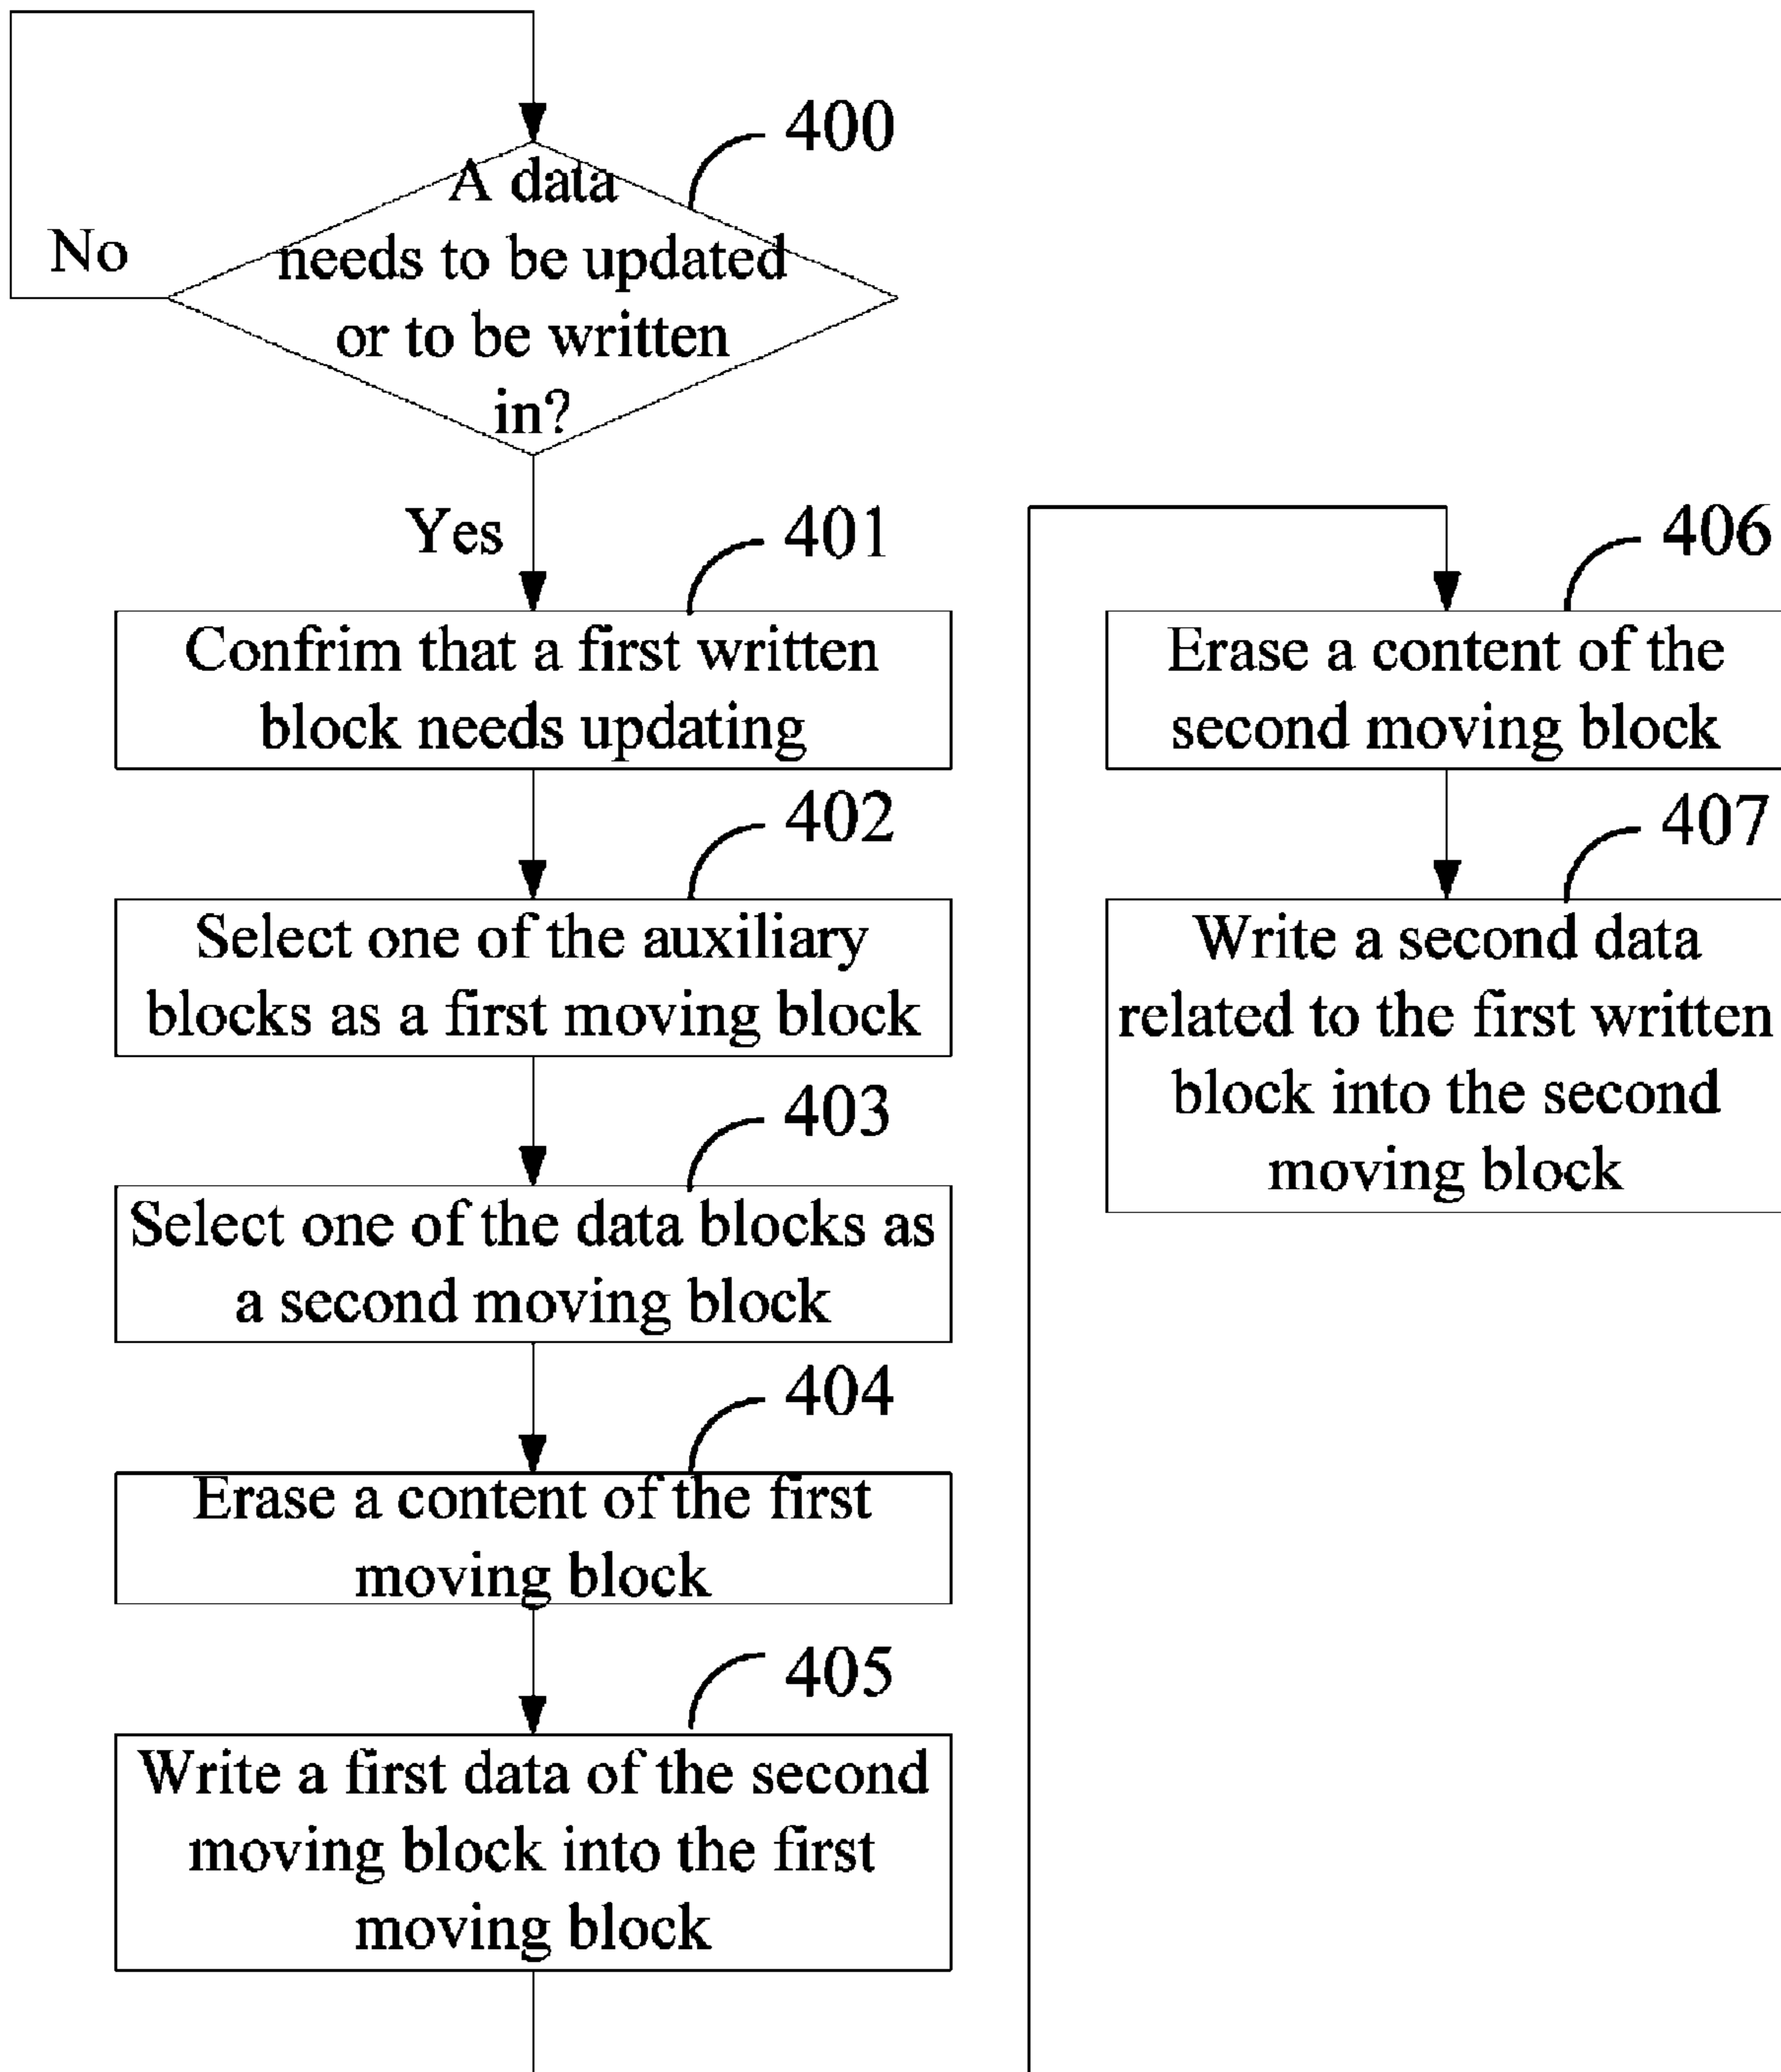 400
A data
needs to be updated
or to be written
in?
No
Yes
401
Confrim that a first written
block needs updating
402
Select one of the auxiliary
blocks as a first moving block
403
Select one of the data blocks as
a second moving block
404
Erase a content of the first
moving block
405
Write a first data of the second
moving block into the first
moving block
406
Erase a content of the
second moving block
407
Write a second data
related to the first written
block into the second
moving block